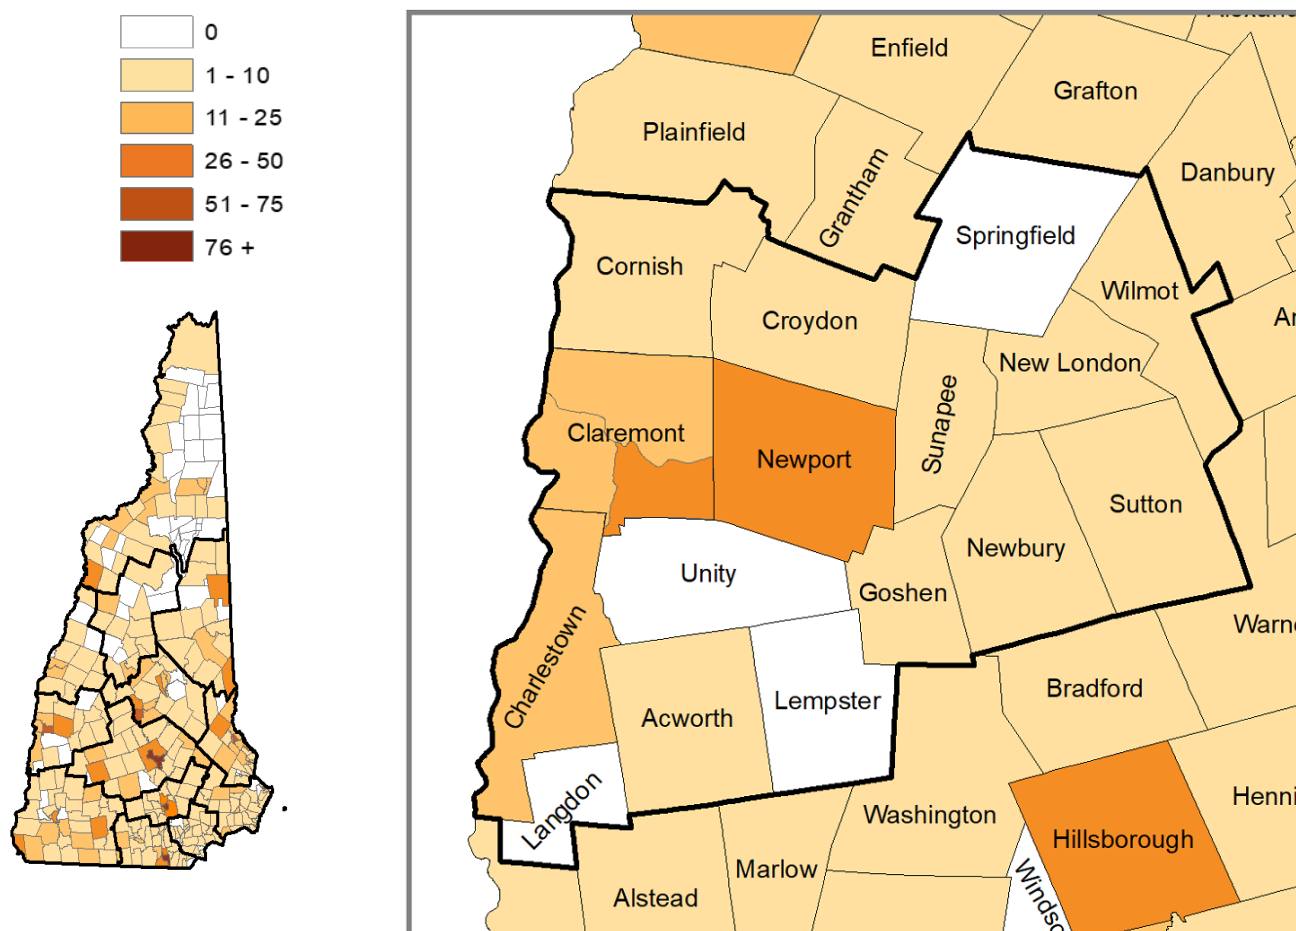 0
1 - 10
11 - 25
26 - 50
51 - 75
76 +
Enfield
Grafton
Plainfield
Danbury
Grantham
Springfield
Cornish
Wilmot
Croydon
New London
Sunapee
Claremont
Newport
Sutton
Newbury
Unity
Goshen
Charlestown
Bradford
Lempster
Acworth
Langdon
Washington
Hillsborough
Marlow
Alstead